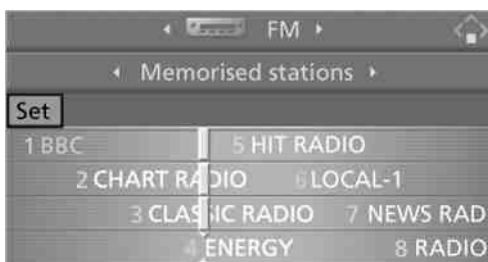 FM
Memorised stations
Set
1 BBC 5 HIT RADIO
2 CHART RADIO 6 LOCAL-1
3 CLASSIC RADIO 7 NEWS RAD
4 ENERGY 8 RADIO